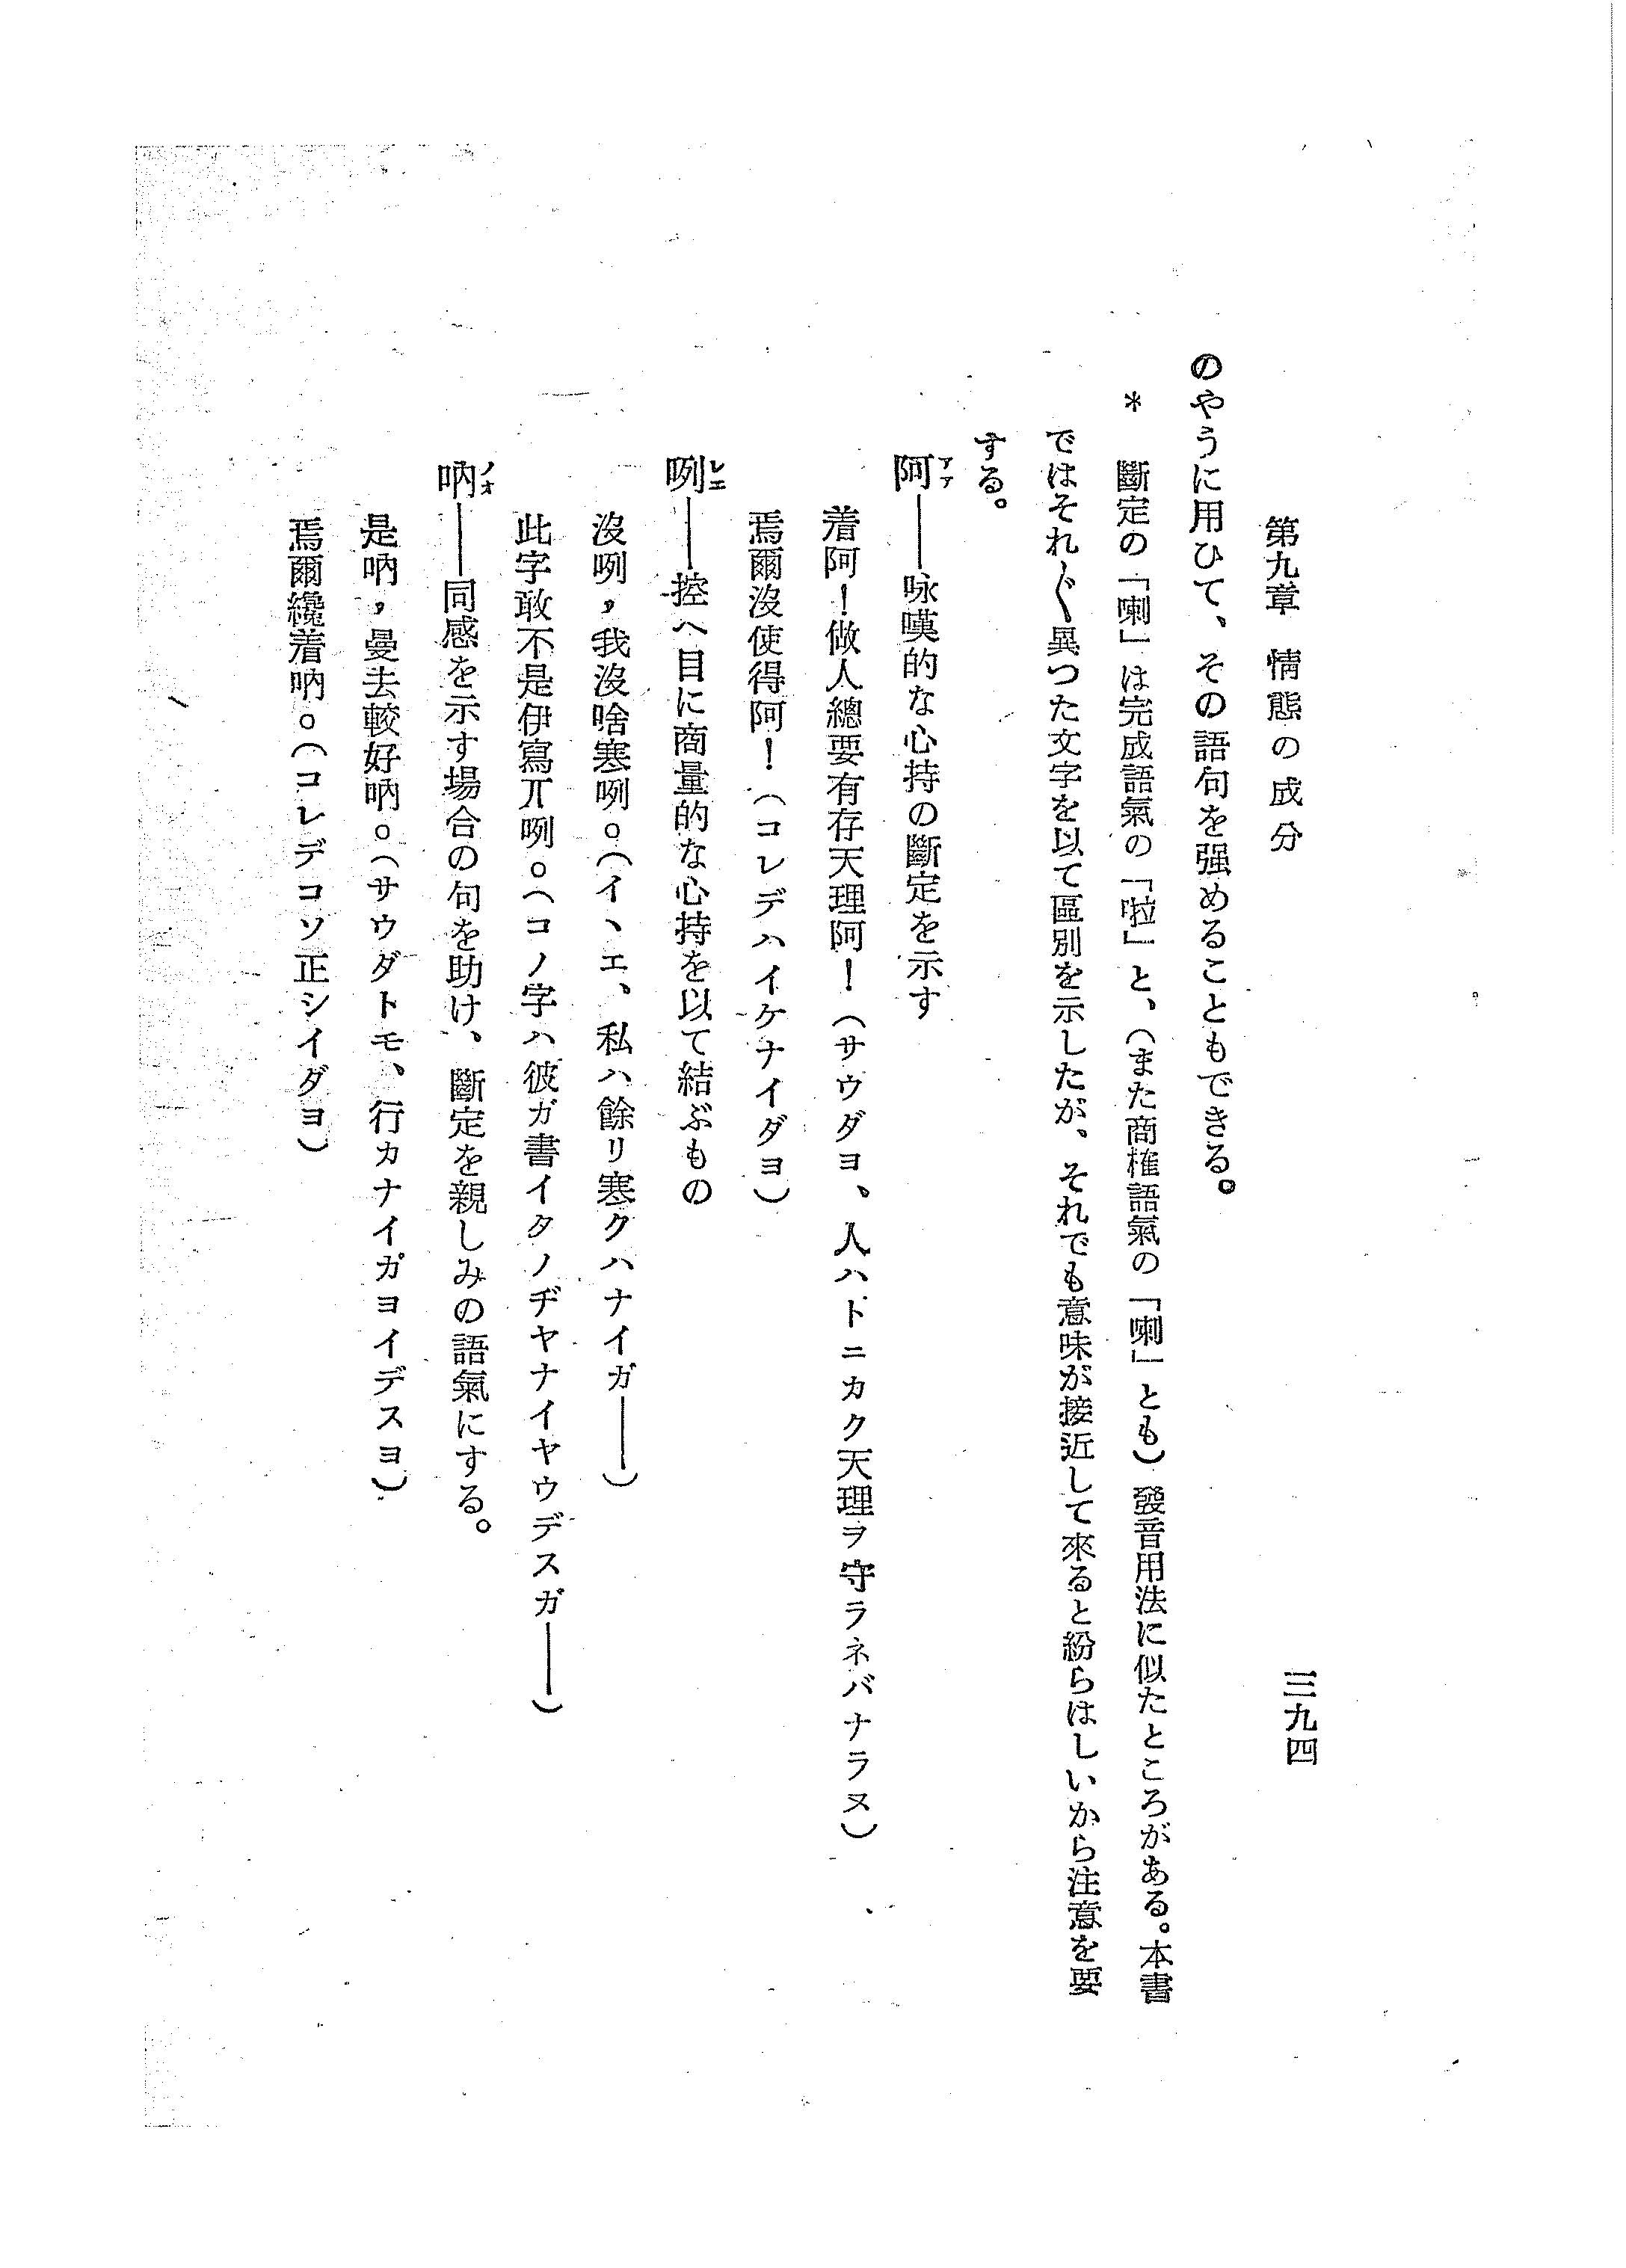 第九章　情態の成分
三九四
のやうに用ひて、その語句を强めることもできる。
＊　斷定の「喇」は完成語氣の「啦」と、（また商榷語氣の「喇」とも）發音用法に似たところがある。本書
ではそれ〴〵異つた文字を以て區別を示したが、それでも意味が接近して來ると紛らはしいから注意を要
する。
阿アァ――咏嘆的な心持の斷定を示す
着阿！做人總要有存天理阿！（サウダヨ、人ハトニカク天理ヲ守ラネバナラヌ）
焉爾沒使得阿！（コレデハイケナイダヨ）
咧レエ――控ヘ目に商量的な心持を以て結ぶもの
沒咧，我沒啥寒咧。（イヽエ、私ハ餘リ寒クハナイガ――）
此字敢不是伊寫丌咧。（コノ字ハ彼ガ書イタノヂヤナイヤウデスガ――）
吶ノオ――同感を示す場合の句を助け、斷定を親しみの語氣にする。
是吶，曼去較好吶。（サウダトモ、行カナイガヨイデスヨ）
焉爾纔着吶。（コレデコソ正シイダヨ）